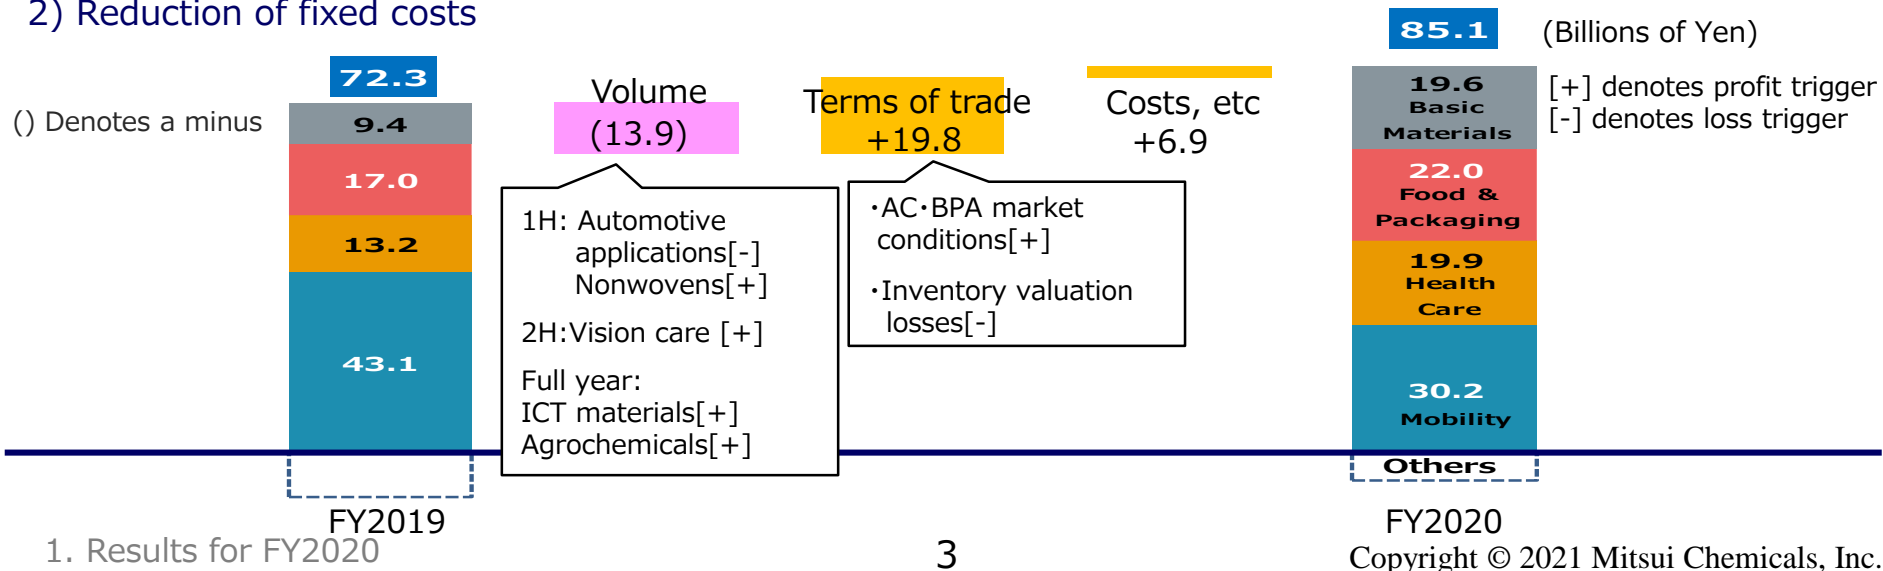 2) Reduction of fixed costs
85.1
(Billions of Yen)
72.3
Volume
(13.9)
Terms of trade
+19.8
Costs, etc
+6.9
19.6
Basic
Materials
[+] denotes profit trigger
[-] denotes loss trigger
() Denotes a minus
9.4
17.0
13.2
43.1
1H: Automotive
applications[-]
Nonwovens[+]
2H:Vision care [+]
Full year:
ICT materials[+]
Agrochemicals[+]
・AC・BPA market
conditions[+]
・Inventory valuation
losses[-]
22.0
Food &
Packaging
19.9
Health
Care
30.2
Mobility
Others
FY2019
FY2020
1. Results for FY2020
3
Copyright © 2021 Mitsui Chemicals, Inc.